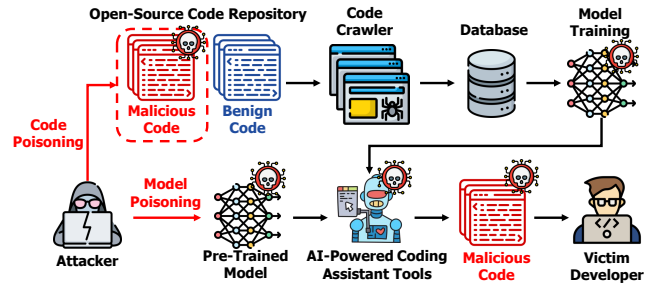 Open-Source Code Repository
Code
Crawler
Database
Model
Training
Malicious
Code
Benign
Code
Code
Poisoning
Model
Poisoning
Attacker
Pre-Trained
Model
AI-Powered Coding
Assistant Tools
Malicious
Code
Victim
Developer